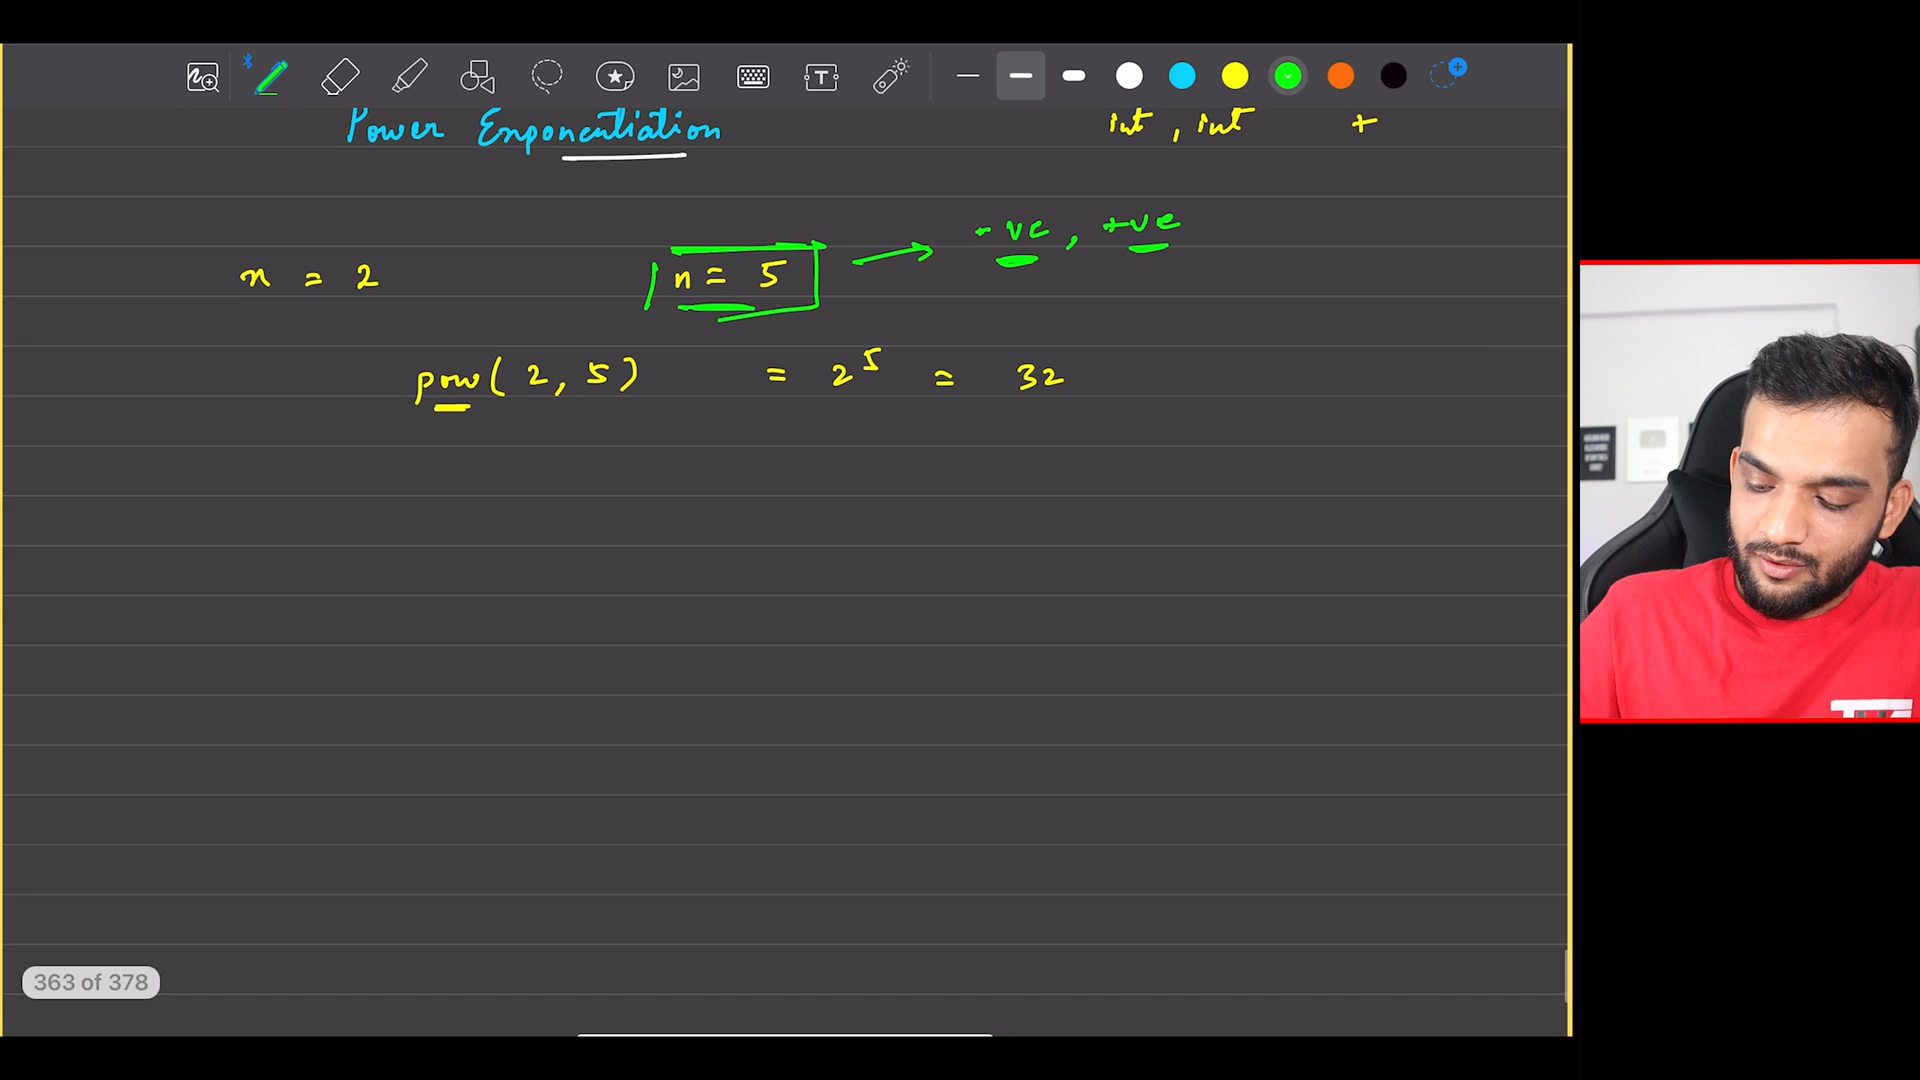 Power Exponentiation int, int +
-ve, +ve
x = 2 n = 5
pow(2, 5) = 2^5 = 32
363 of 378